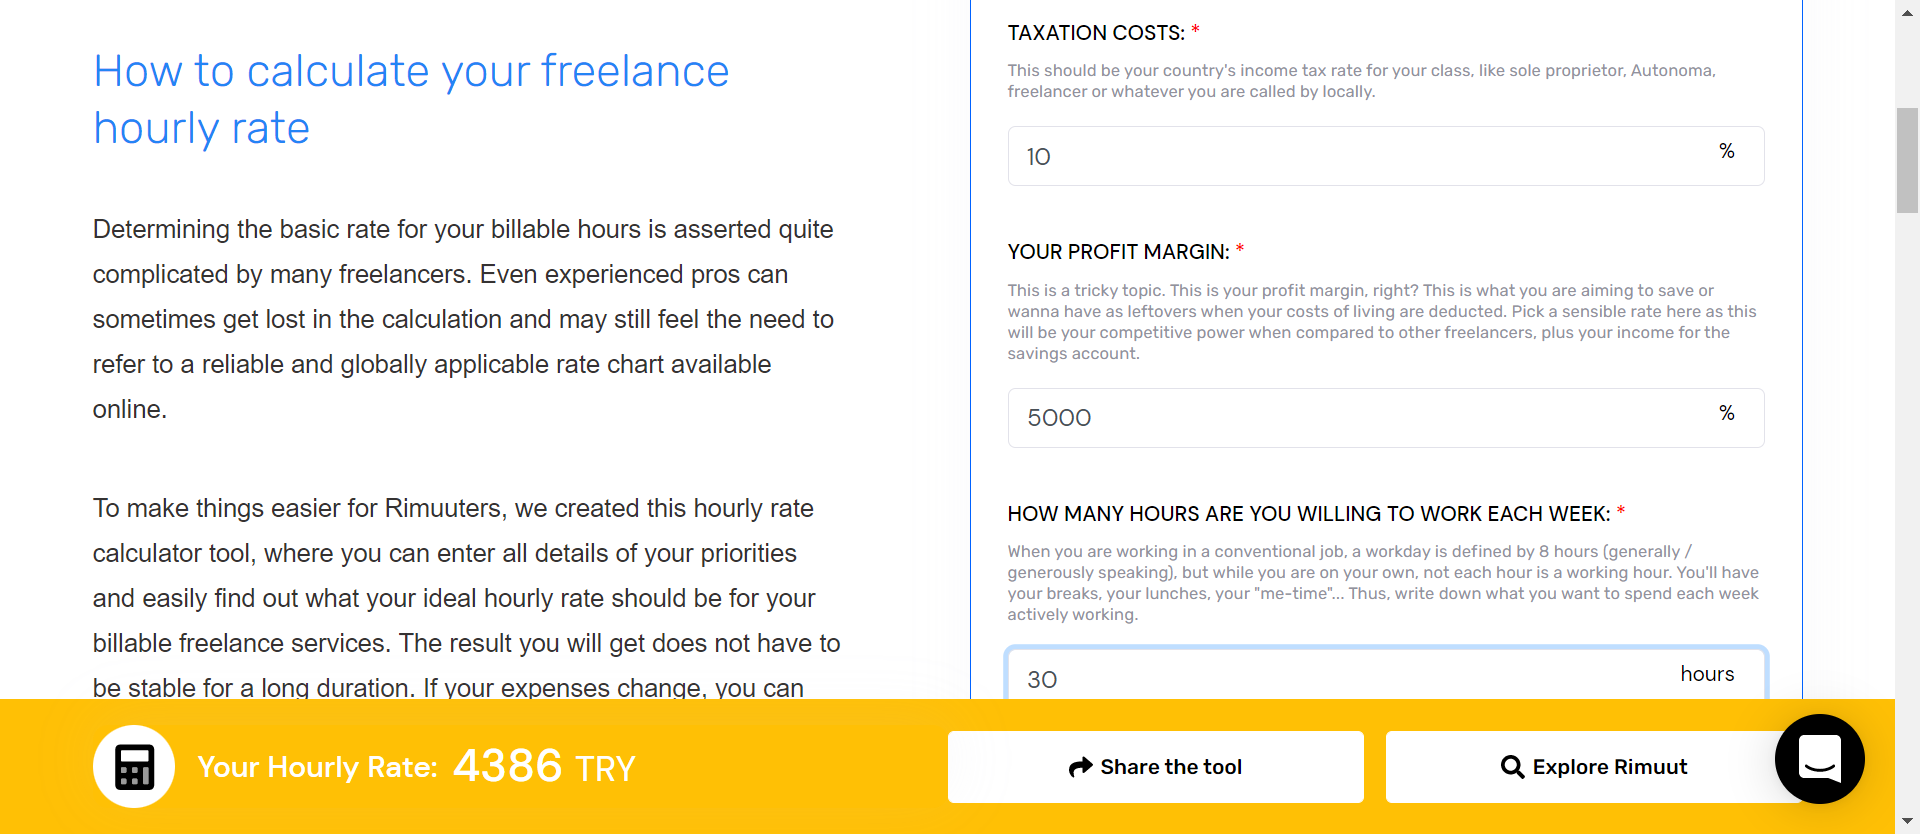 How to calculate your freelance
hourly rate
Determining the basic rate for your billable hours is asserted quite
complicated by many freelancers. Even experienced pros can
sometimes get lost in the calculation and may still feel the need to
refer to a reliable and globally applicable rate chart available
online.
To make things easier for Rimuuters, we created this hourly rate
calculator tool, where you can enter all details of your priorities
and easily find out what your ideal hourly rate should be for your
billable freelance services. The result you will get does not have to
be stable for a long duration. If your expenses change, you can
TAXATION COSTS: *
This should be your country's income tax rate for your class, like sole proprietor, Autonoma,
freelancer or whatever you are called by locally.
10 %
YOUR PROFIT MARGIN: *
This is a tricky topic. This is your profit margin, right? This is what you are aiming to save or
wanna have as leftovers when your costs of living are deducted. Pick a sensible rate here as this
will be your competitive power when compared to other freelancers, plus your income for the
savings account.
5000 %
HOW MANY HOURS ARE YOU WILLING TO WORK EACH WEEK: *
When you are working in a conventional job, a workday is defined by 8 hours (generally /
generously speaking), but while you are on your own, not each hour is a working hour. You'll have
your breaks, your lunches, your "me-time"... Thus, write down what you want to spend each week
actively working.
30 hours
Your Hourly Rate: 4386 TRY
Share the tool
Explore Rimuut